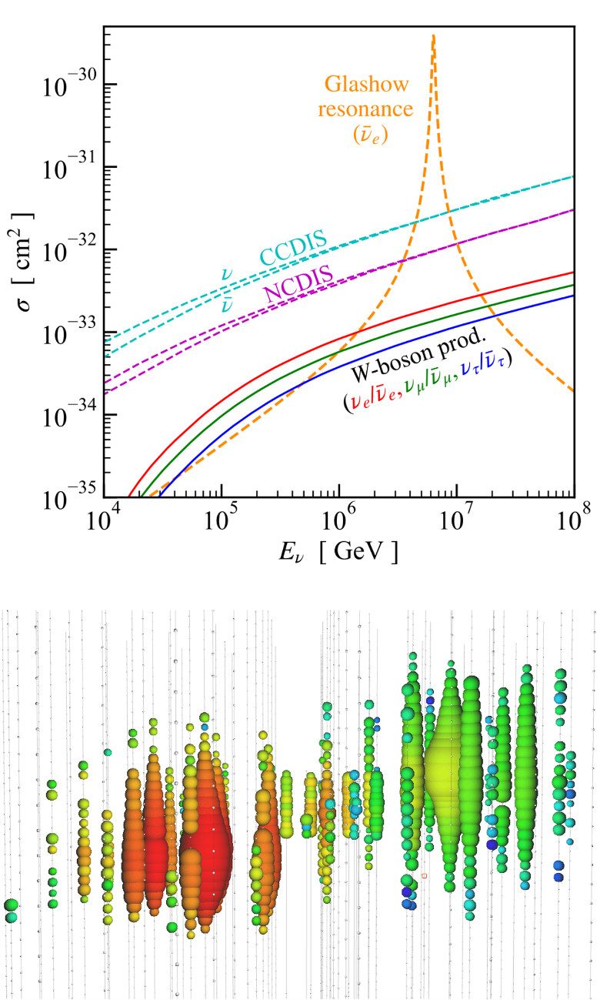 10⁻³⁰
10⁻³¹
10⁻³²
10⁻³³
10⁻³⁴
10⁻³⁵
σ [ cm² ]
Glashow
resonance
(ν̄ₑ)
ν CCDIS
ν̄ NCDIS
W-boson prod.
(νₑ/ν̄ₑ, ν_μ/ν̄_μ, ν_τ/ν̄_τ)
10⁴ 10⁵ 10⁶ 10⁷ 10⁸
E_ν [ GeV ]